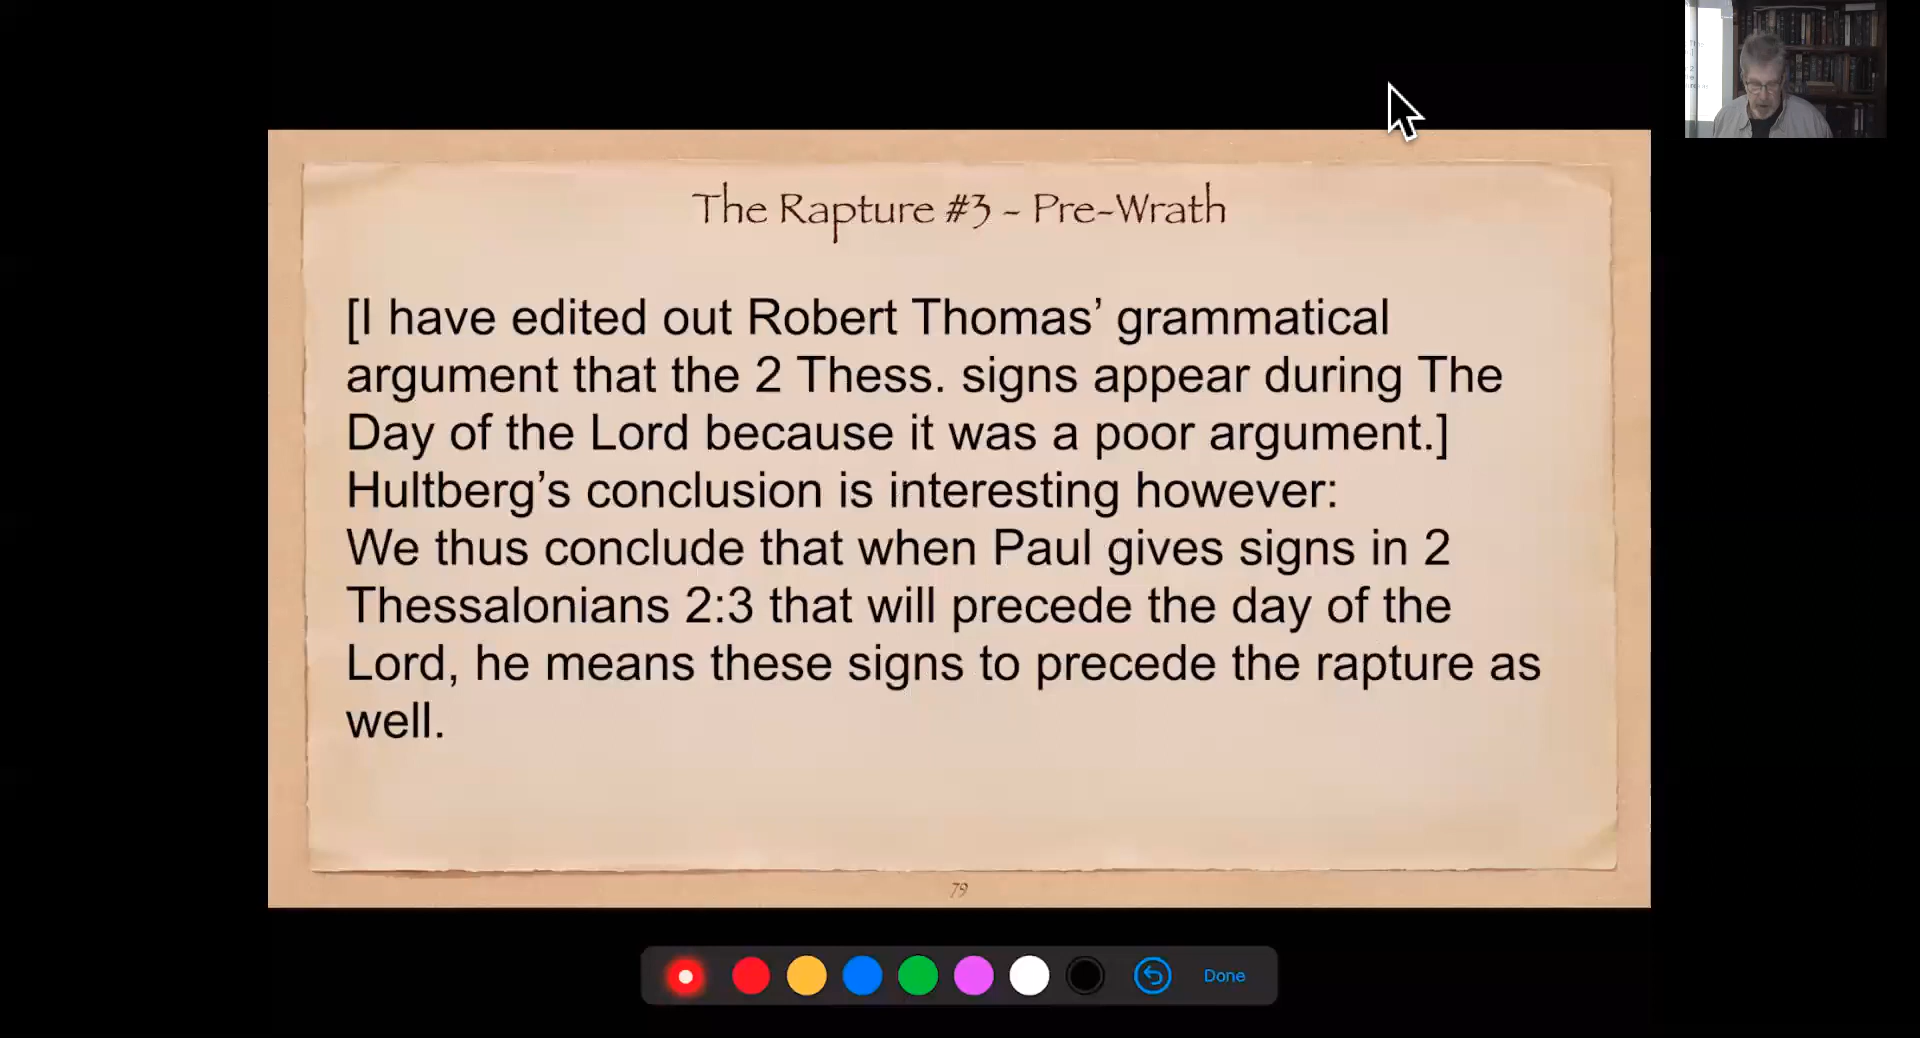 The Rapture #3 - Pre-Wrath
[I have edited out Robert Thomas’ grammatical
argument that the 2 Thess. signs appear during The
Day of the Lord because it was a poor argument.]
Hultberg’s conclusion is interesting however:
We thus conclude that when Paul gives signs in 2
Thessalonians 2:3 that will precede the day of the
Lord, he means these signs to precede the rapture as
well.
79
Done